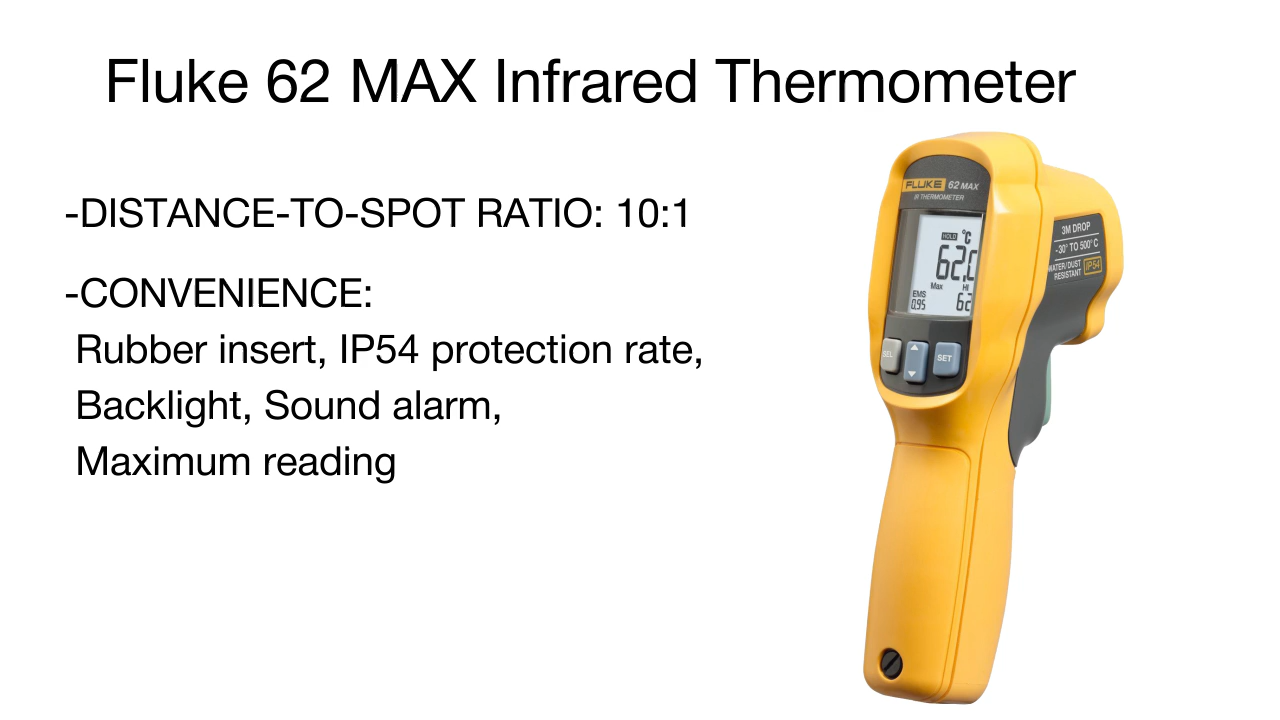 Fluke 62 MAX Infrared Thermometer
-DISTANCE-TO-SPOT RATIO: 10:1
-CONVENIENCE:
Rubber insert, IP54 protection rate,
Backlight, Sound alarm,
Maximum reading
FLUKE 62 MAX
IR THERMOMETER
HOLD °C
62.0
Max HI
EMS
0.95 62
SEL SET
3M DROP
-30° TO 500°C
WATER/DUST
RESISTANT IP54